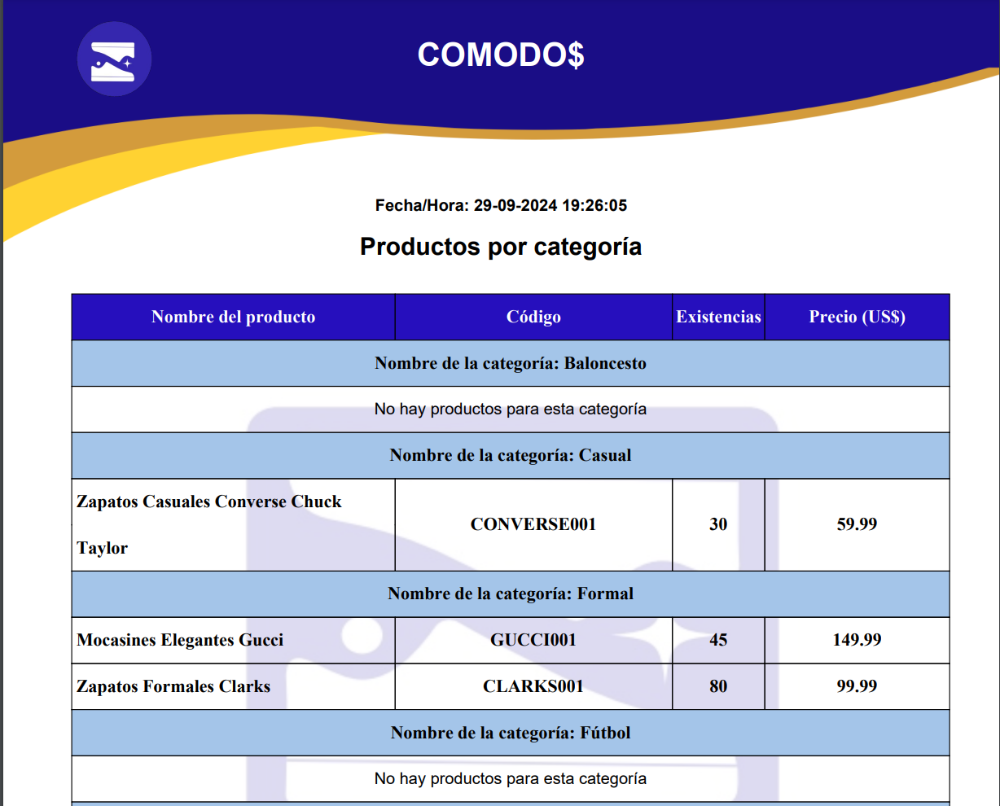 COMODO$
Fecha/Hora: 29-09-2024 19:26:05
Productos por categoría
Nombre del producto Código Existencias Precio (US$)
Nombre de la categoría: Baloncesto
No hay productos para esta categoría
Nombre de la categoría: Casual
Zapatos Casuales Converse Chuck
Taylor CONVERSE001 30 59.99
Nombre de la categoría: Formal
Mocasines Elegantes Gucci GUCCI001 45 149.99
Zapatos Formales Clarks CLARKS001 80 99.99
Nombre de la categoría: Fútbol
No hay productos para esta categoría